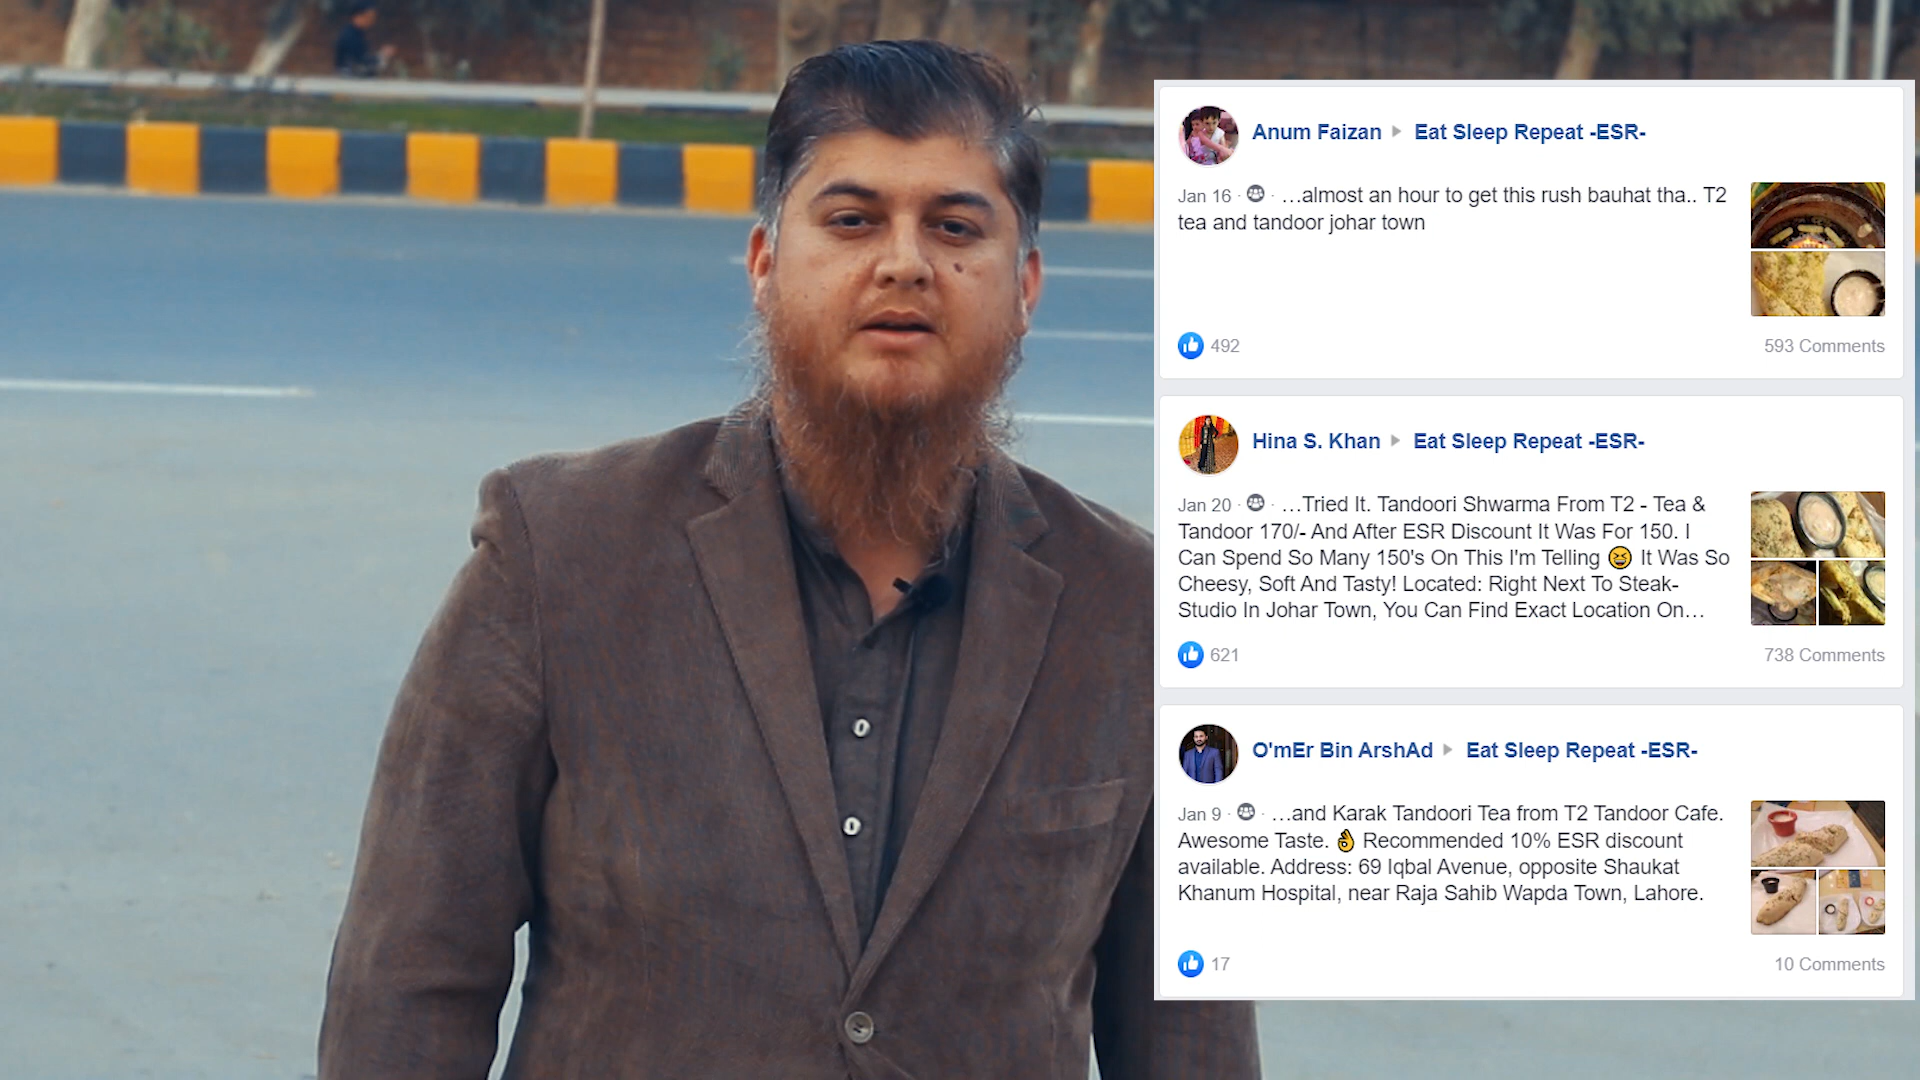 Anum Faizan ▸ Eat Sleep Repeat -ESR-
Jan 16 · …almost an hour to get this rush bauhat tha.. T2
tea and tandoor johar town
492 593 Comments
Hina S. Khan ▸ Eat Sleep Repeat -ESR-
Jan 20 · …Tried It. Tandoori Shwarma From T2 - Tea &
Tandoor 170/- And After ESR Discount It Was For 150. I
Can Spend So Many 150's On This I'm Telling 😆 It Was So
Cheesy, Soft And Tasty! Located: Right Next To Steak-
Studio In Johar Town, You Can Find Exact Location On…
621 738 Comments
O'mEr Bin ArshAd ▸ Eat Sleep Repeat -ESR-
Jan 9 · …and Karak Tandoori Tea from T2 Tandoor Cafe.
Awesome Taste. 👌 Recommended 10% ESR discount
available. Address: 69 Iqbal Avenue, opposite Shaukat
Khanum Hospital, near Raja Sahib Wapda Town, Lahore.
17 10 Comments